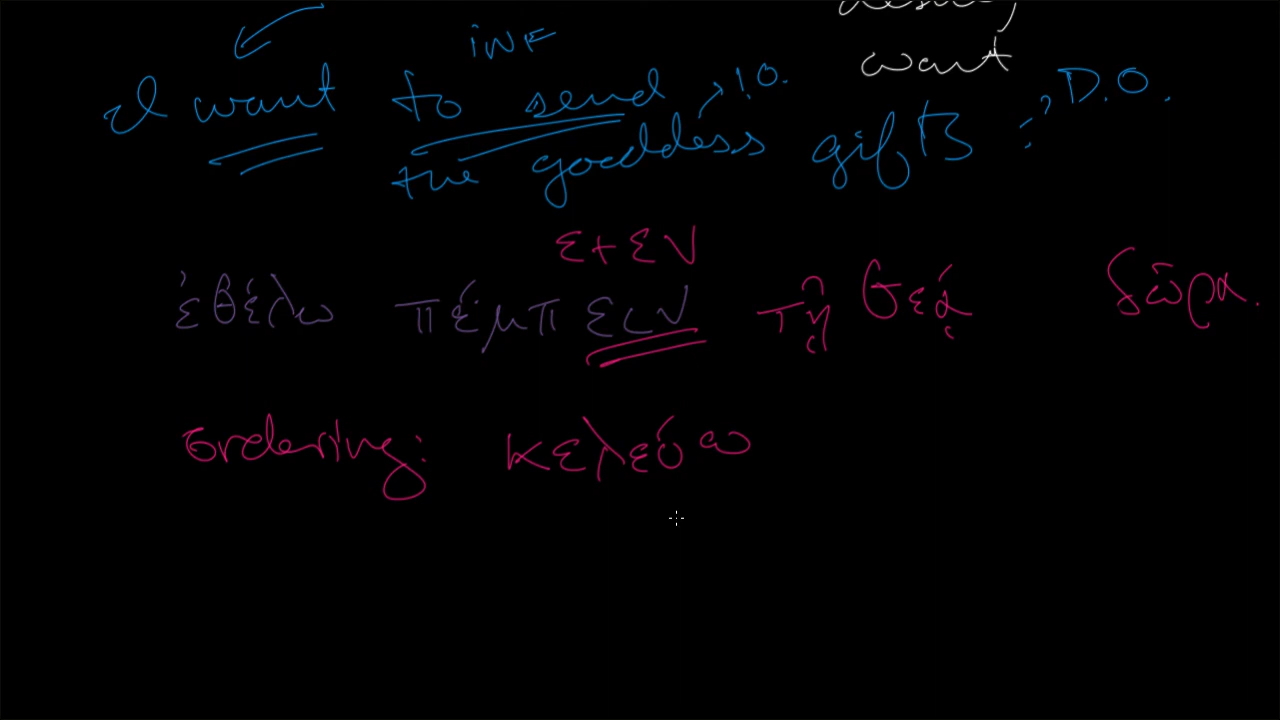 want
INF
I want to send I.O. D.O.
the goddess gifts
ε + εν
ἐθέλω πέμπειν τῇ θεᾷ δῶρα.
ordering: κελεύω